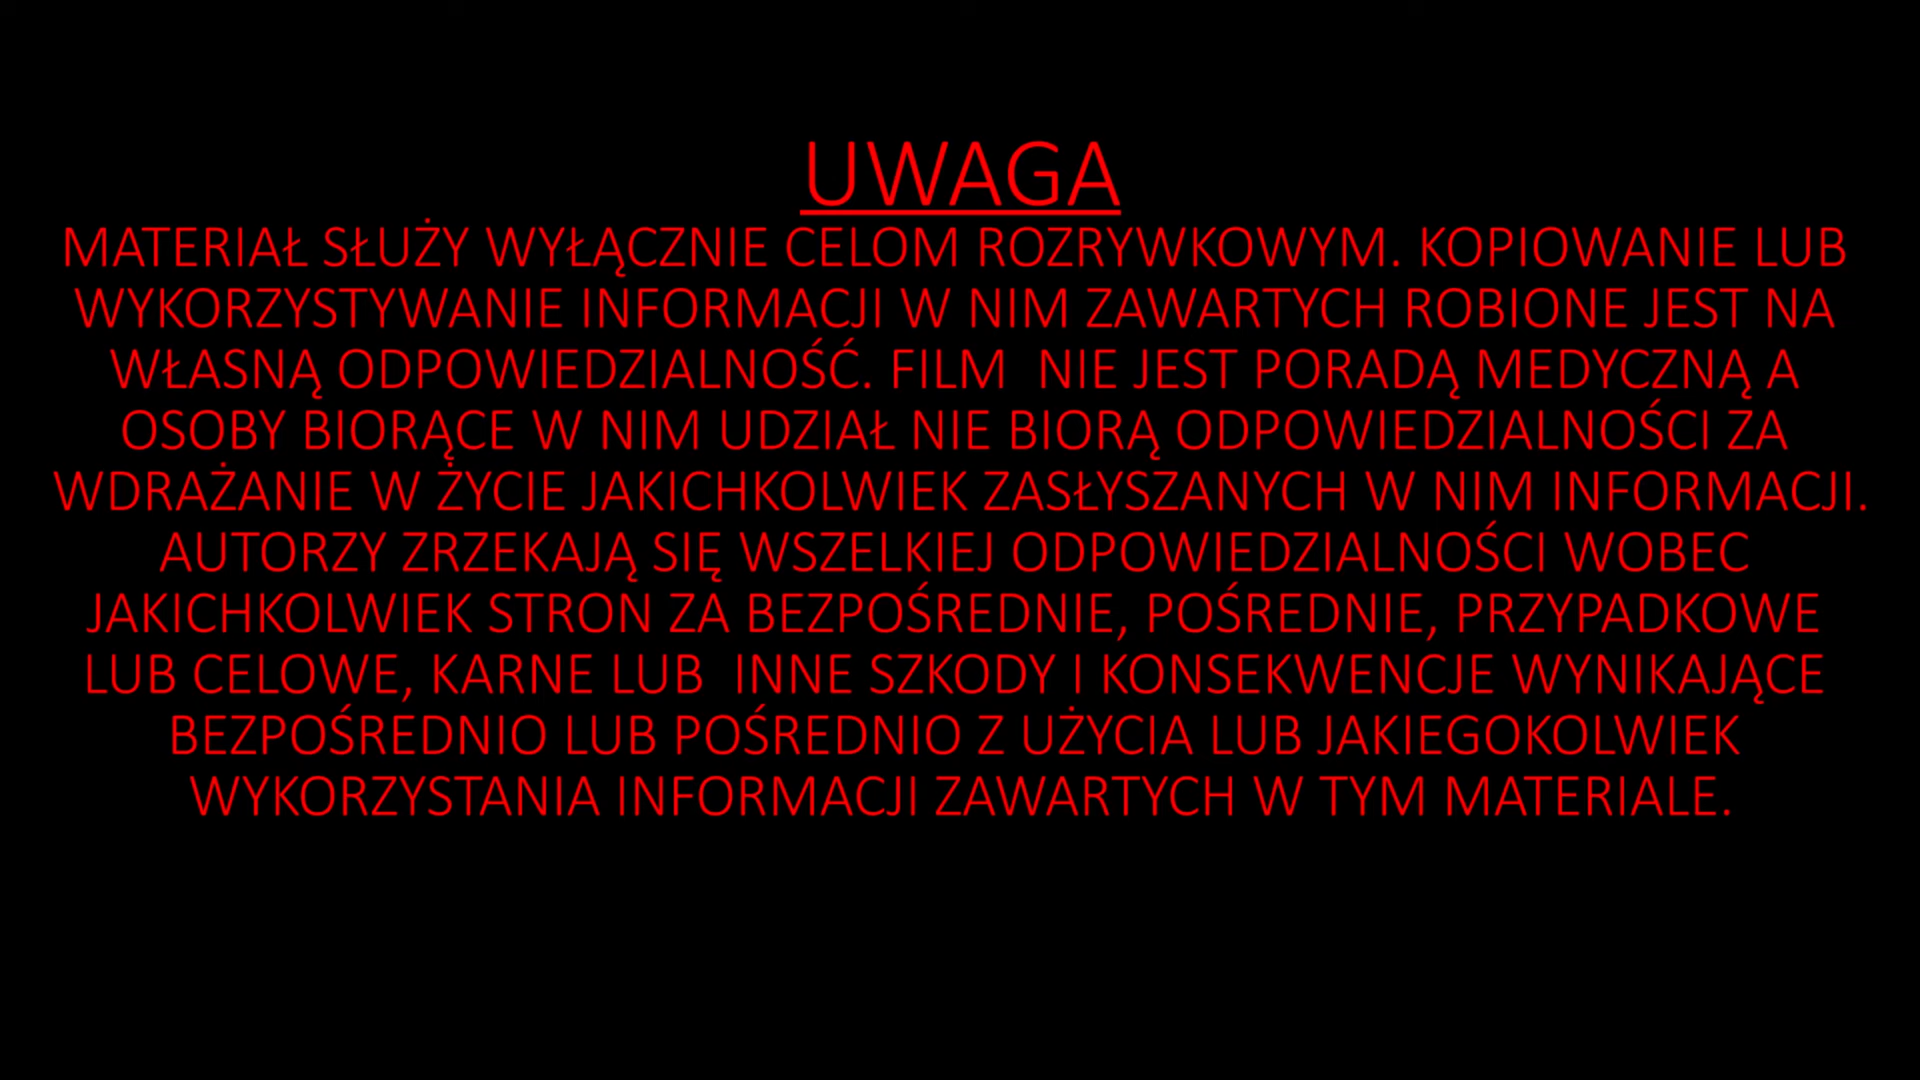 UWAGA
MATERIAŁ SŁUŻY WYŁĄCZNIE CELOM ROZRYWKOWYM. KOPIOWANIE LUB
WYKORZYSTYWANIE INFORMACJI W NIM ZAWARTYCH ROBIONE JEST NA
WŁASNĄ ODPOWIEDZIALNOŚĆ. FILM  NIE JEST PORADĄ MEDYCZNĄ A
OSOBY BIORĄCE W NIM UDZIAŁ NIE BIORĄ ODPOWIEDZIALNOŚCI ZA
WDRAŻANIE W ŻYCIE JAKICHKOLWIEK ZASŁYSZANYCH W NIM INFORMACJI.
AUTORZY ZRZEKAJĄ SIĘ WSZELKIEJ ODPOWIEDZIALNOŚCI WOBEC
JAKICHKOLWIEK STRON ZA BEZPOŚREDNIE, POŚREDNIE, PRZYPADKOWE
LUB CELOWE, KARNE LUB  INNE SZKODY I KONSEKWENCJE WYNIKAJĄCE
BEZPOŚREDNIO LUB POŚREDNIO Z UŻYCIA LUB JAKIEGOKOLWIEK
WYKORZYSTANIA INFORMACJI ZAWARTYCH W TYM MATERIALE.